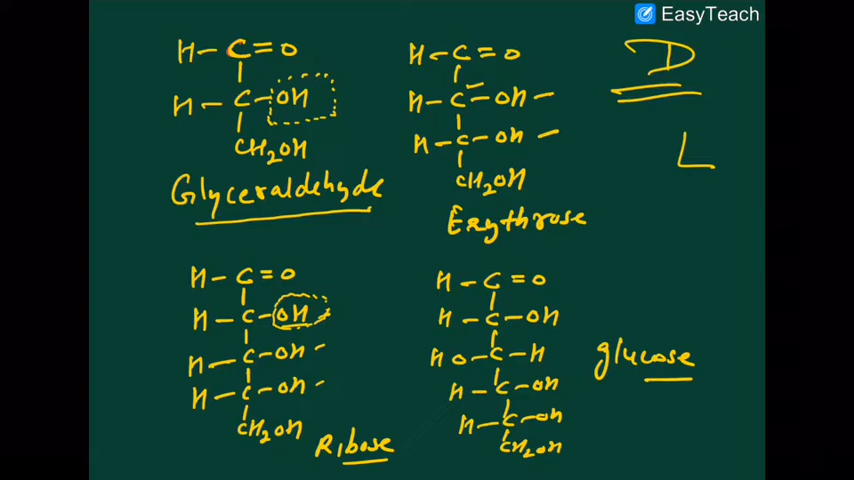 EasyTeach
H-C=O
H-C-OH
CH2OH
Glyceraldehyde
H-C=O
H-C-OH-
H-C-OH-
CH2OH
Erythrose
D
L
H-C=O
H-C-OH
H-C-OH
H-C-OH
CH2OH
Ribose
H-C=O
H-C-OH
HO-C-H
H-C-OH
H-C-OH
CH2OH
glucose